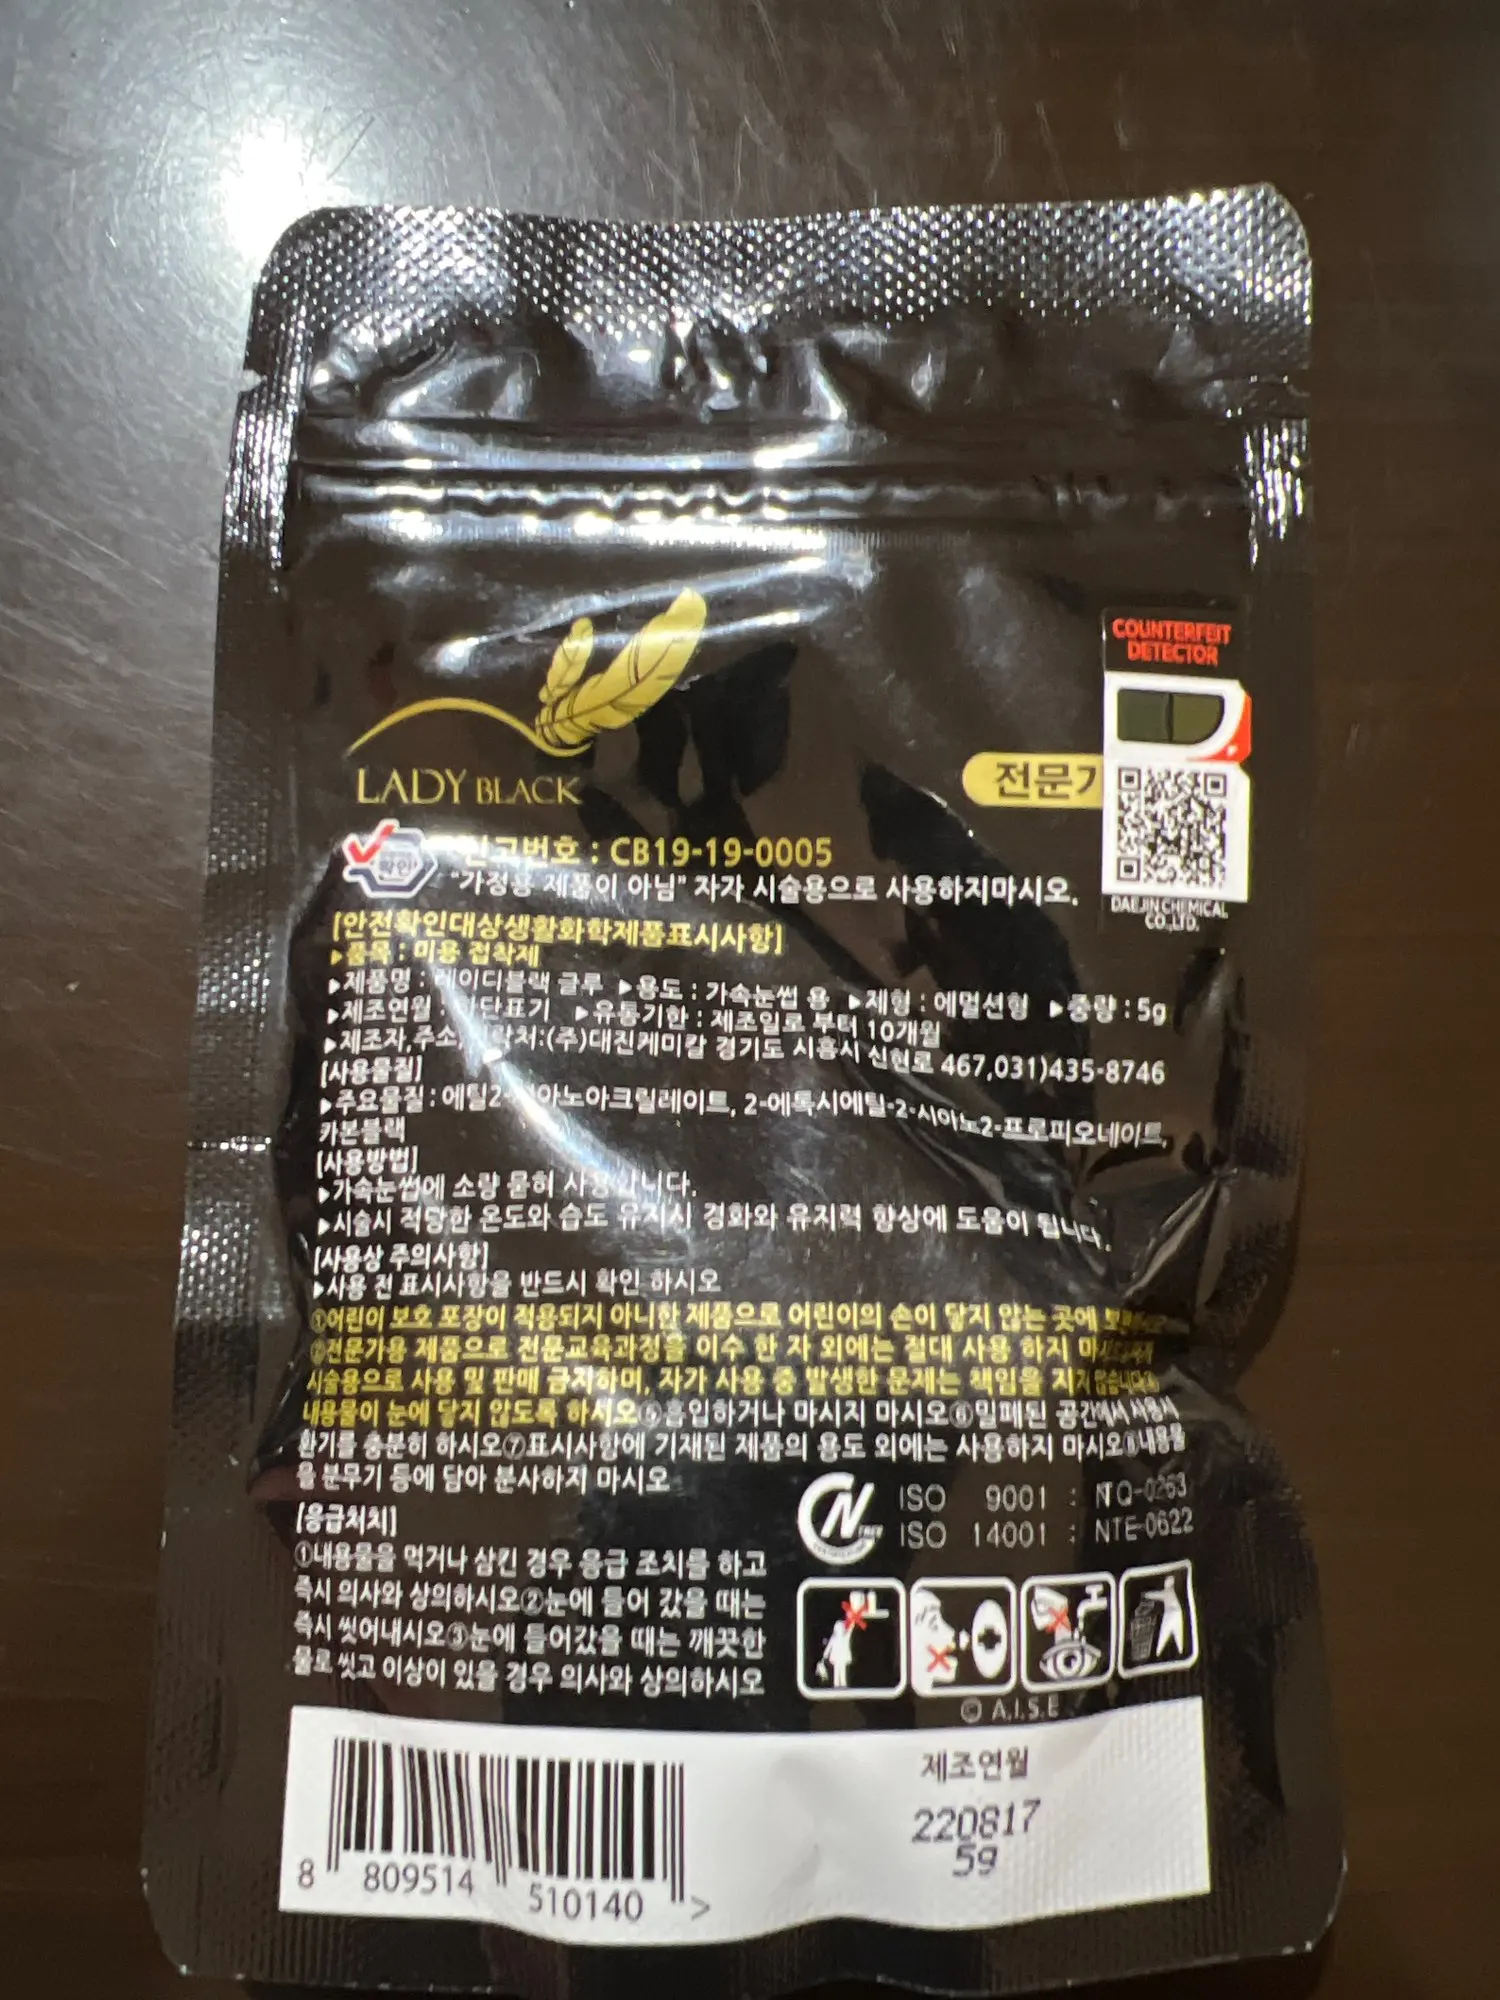 COUNTERFEIT
DETECTOR
LADY BLACK
전문가
DAEJIN CHEMICAL
CO.,LTD.
확인
신고번호 : CB19-19-0005
"가정용 제품이 아님" 자가 시술용으로 사용하지마시오.
[안전확인대상생활화학제품표시사항]
▶품목 : 미용 접착제
▶제품명 : 레이디블랙 글루 ▶용도 : 가속눈썹 용 ▶제형 : 에멀션형 ▶중량 : 5g
▶제조연월 : 하단표기 ▶유통기한 : 제조일로 부터 10개월
▶제조자,주소,연락처:(주)대진케미칼 경기도 시흥시 신현로 467,031)435-8746
[사용물질]
▶주요물질 : 에틸2-시아노아크릴레이트, 2-에톡시에틸-2-시아노2-프로피오네이트,
카본블랙
[사용방법]
▶가속눈썹에 소량 묻혀 사용합니다.
▶시술시 적당한 온도와 습도 유지시 경화와 유지력 향상에 도움이 됩니다.
[사용상 주의사항]
▶사용 전 표시사항을 반드시 확인 하시오
①어린이 보호 포장이 적용되지 아니한 제품으로 어린이의 손이 닿지 않는 곳에
②전문가용 제품으로 전문교육과정을 이수 한 자 외에는 절대 사용 하지
시술용으로 사용 및 판매 금지하며, 자가 사용 중 발생한 문제는 책임을 지지 않습니다
내용물이 눈에 닿지 않도록 하시오⑤흡입하거나 마시지 마시오⑥밀폐된 공간에서 사용시
환기를 충분히 하시오⑦표시사항에 기재된 제품의 용도 외에는 사용하지 마시오⑧내용물
을 분무기 등에 담아 분사하지 마시오
[응급처치]
①내용물을 먹거나 삼킨 경우 응급 조치를 하고
즉시 의사와 상의하시오②눈에 들어 갔을 때는
즉시 씻어내시오③눈에 들어갔을 때는 깨끗한
물로 씻고 이상이 있을 경우 의사와 상의하시오
ISO 9001 : NTQ-0263
ISO 14001 : NTE-0622
© A.I.S.E
제조연월
220817
5g
8 809514 510140 >